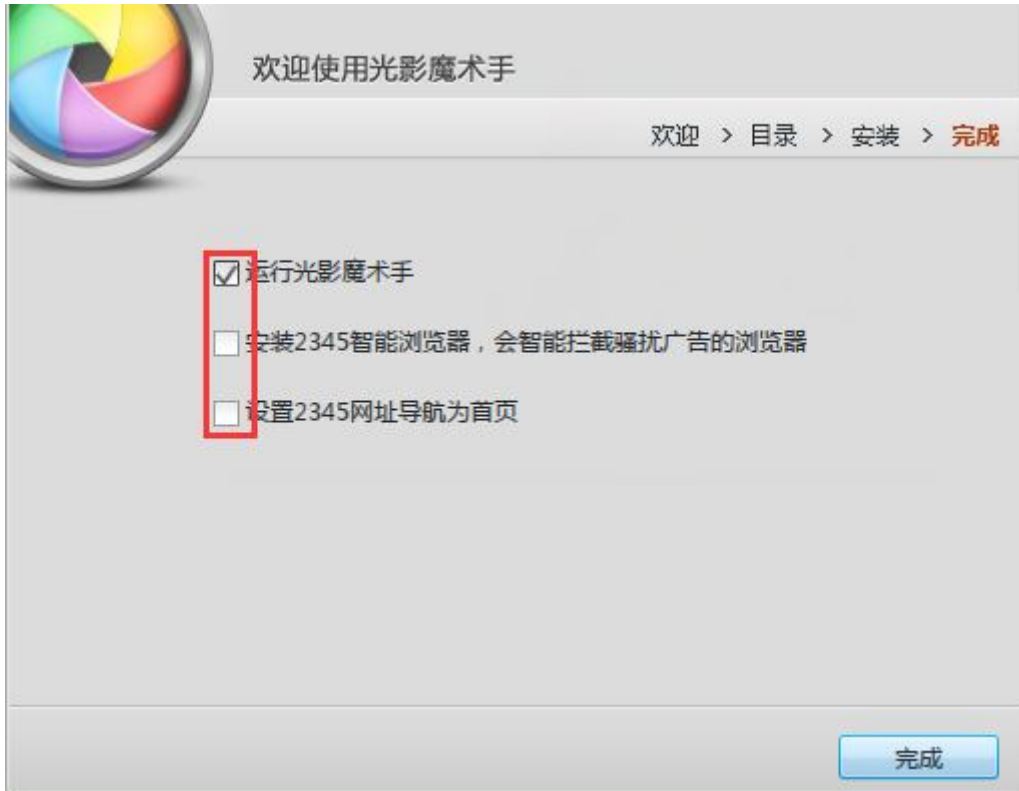 欢迎使用光影魔术手
欢迎 > 目录 > 安装 > 完成
运行光影魔术手
安装2345智能浏览器，会智能拦截骚扰广告的浏览器
设置2345网址导航为首页
完成